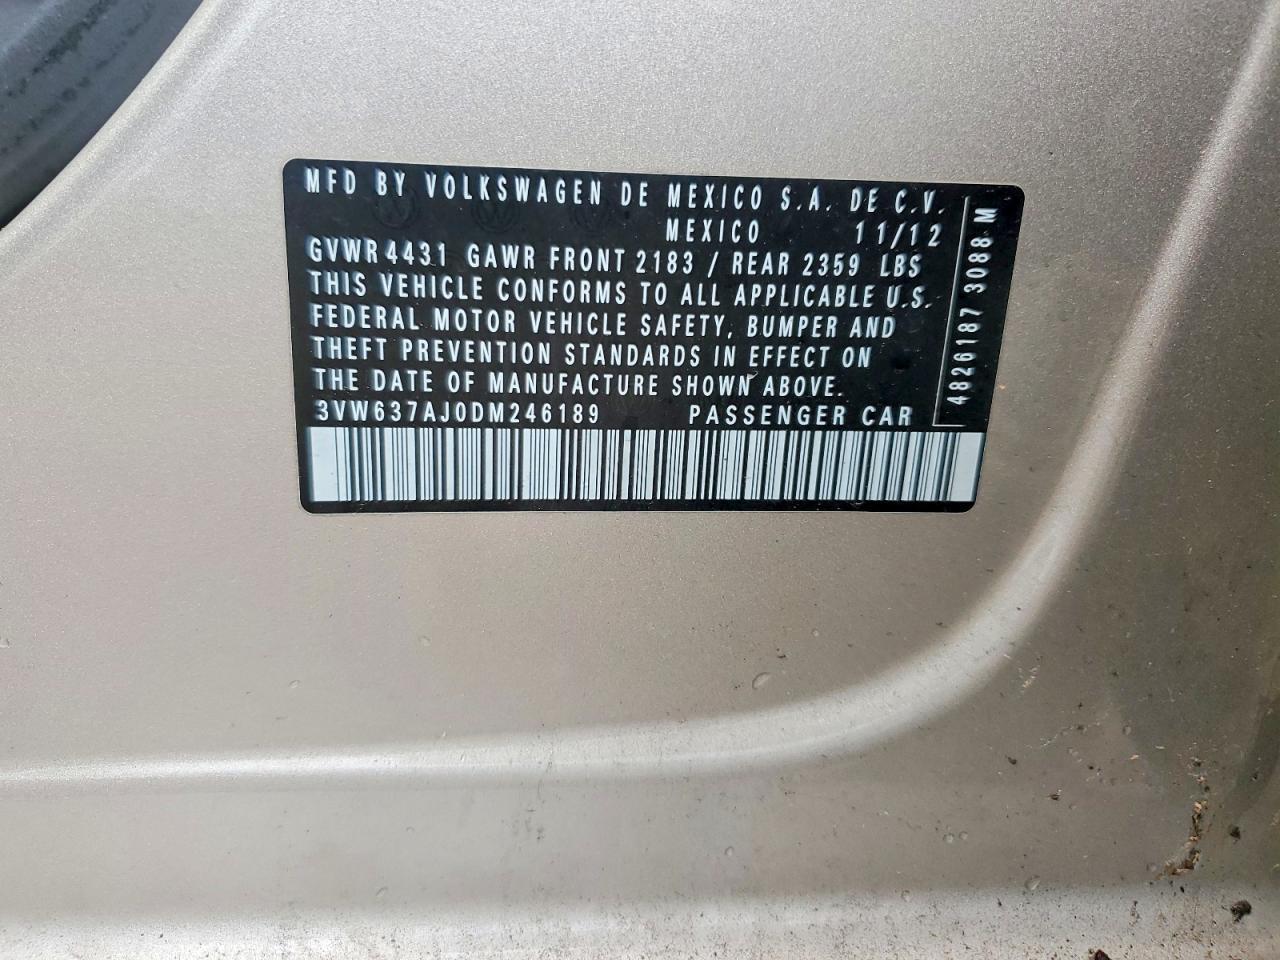 MFD BY VOLKSWAGEN DE MEXICO S.A. DE C.V.
MEXICO 11/12
GVWR 4431 GAWR FRONT 2183 / REAR 2359 LBS
THIS VEHICLE CONFORMS TO ALL APPLICABLE U.S.
FEDERAL MOTOR VEHICLE SAFETY, BUMPER AND
THEFT PREVENTION STANDARDS IN EFFECT ON
THE DATE OF MANUFACTURE SHOWN ABOVE.
3VW637AJ0DM246189 PASSENGER CAR
4826187 3088 M